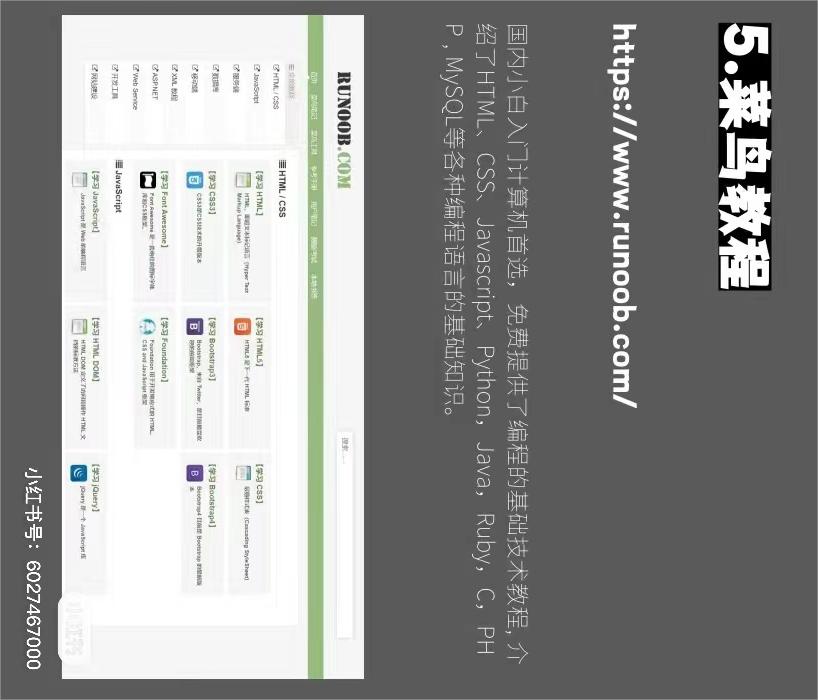 5.菜鸟教程
https://www.runoob.com/
国内小白入门计算机首选，免费提供了编程的基础技术教程, 介
绍了HTML、CSS、Javascript、Python，Java，Ruby，C，PH
P , MySQL等各种编程语言的基础知识。
RUNOOB.COM
搜索……
首页 菜鸟笔记 菜鸟工具 参考手册 用户笔记 测验/考试 本地书签
HTML / CSS
JavaScript
服务端
数据库
移动端
XML 教程
ASP.NET
Web Service
开发工具
网站建设
HTML / CSS
【学习 HTML】
HTML，即超文本标记语言（Hyper Text
Markup Language）
【学习 HTML5】
HTML5 是下一代 HTML 标准
【学习 CSS】
层叠样式表（Cascading StyleSheet）
【学习 CSS3】
CSS3是CSS技术的升级版本
【学习 Bootstrap3】
Bootstrap，来自 Twitter，是目前最受欢
迎的前端框架
【学习 Bootstrap4】
Bootstrap4 目前是 Bootstrap 的最新版
本
【学习 Font Awesome】
Font Awesome 是一套绝佳的图标字体
库和CSS框架。
【学习 Foundation】
Foundation 用于开发响应式的 HTML,
CSS and JavaScript 框架
JavaScript
【学习 JavaScript】
JavaScript 是 Web 的编程语言
【学习 HTML DOM】
HTML DOM 定义了访问和操作 HTML 文
档的标准方法
【学习 jQuery】
jQuery 是一个 JavaScript 库
小红书
小红书号：6027467000